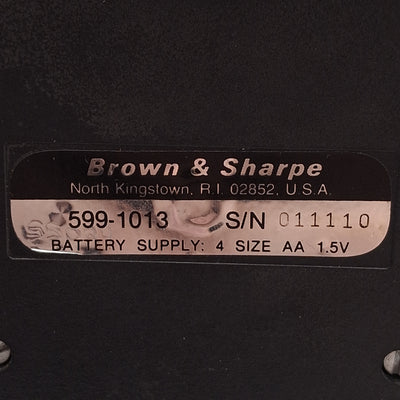 Brown & Sharpe
North Kingstown, R.I. 02852, U.S.A.
599-1013 S/N 011110
BATTERY SUPPLY: 4 SIZE AA 1.5V